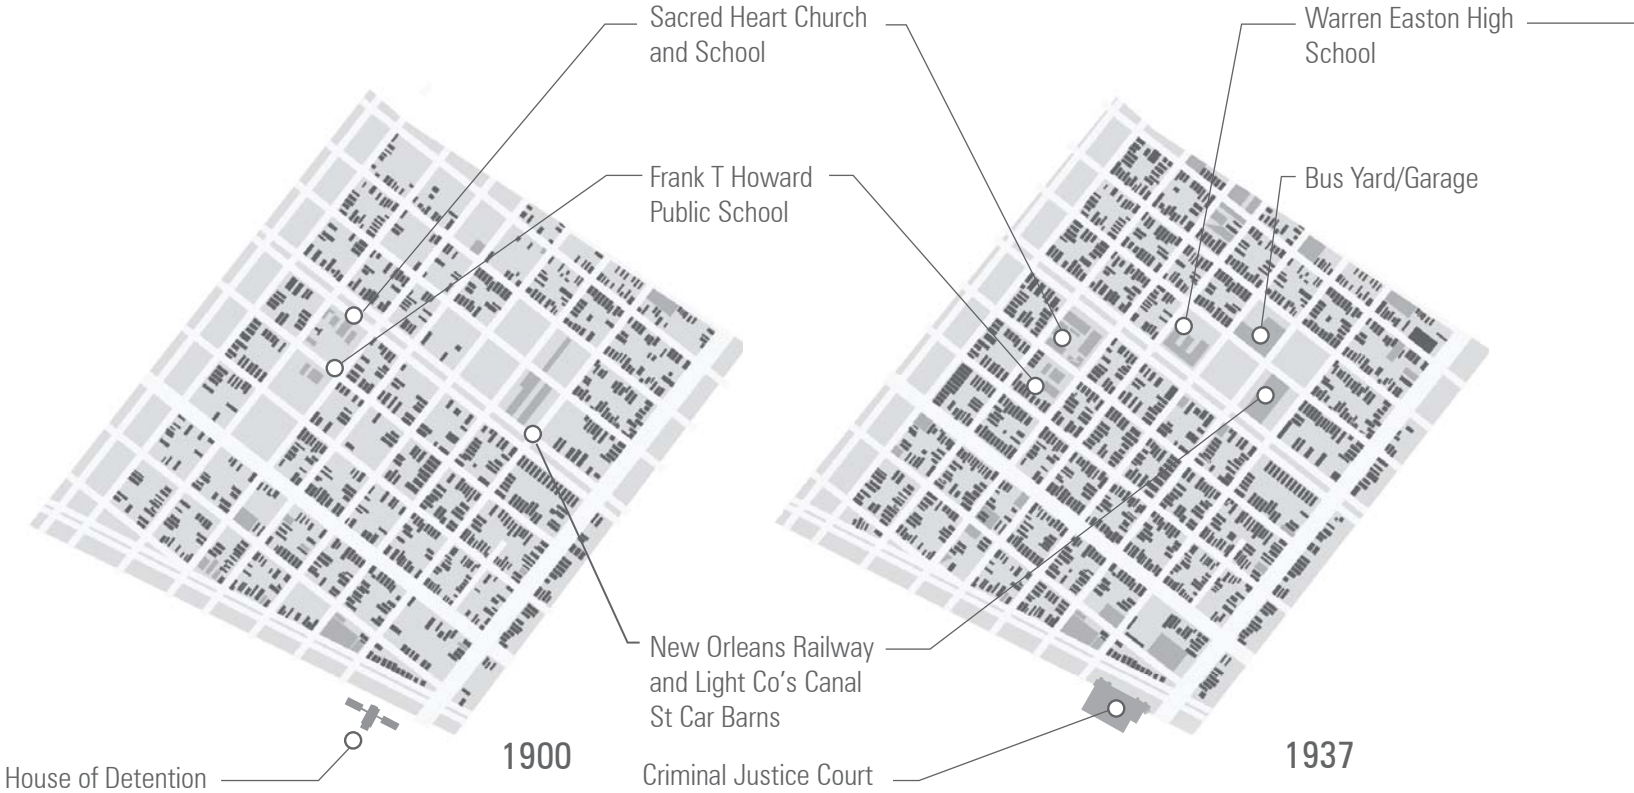 Sacred Heart Church
and School
Warren Easton High
School
Frank T Howard
Public School
Bus Yard/Garage
New Orleans Railway
and Light Co’s Canal
St Car Barns
1900
1937
House of Detention
Criminal Justice Court